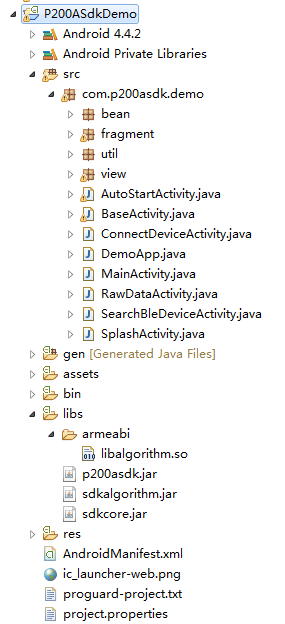 P200ASdkDemo
Android 4.4.2
Android Private Libraries
src
com.p200asdk.demo
bean
fragment
util
view
AutoStartActivity.java
BaseActivity.java
ConnectDeviceActivity.java
DemoApp.java
MainActivity.java
RawDataActivity.java
SearchBleDeviceActivity.java
SplashActivity.java
gen [Generated Java Files]
assets
bin
libs
armeabi
libalgorithm.so
p200asdk.jar
sdkalgorithm.jar
sdkcore.jar
res
AndroidManifest.xml
ic_launcher-web.png
proguard-project.txt
project.properties